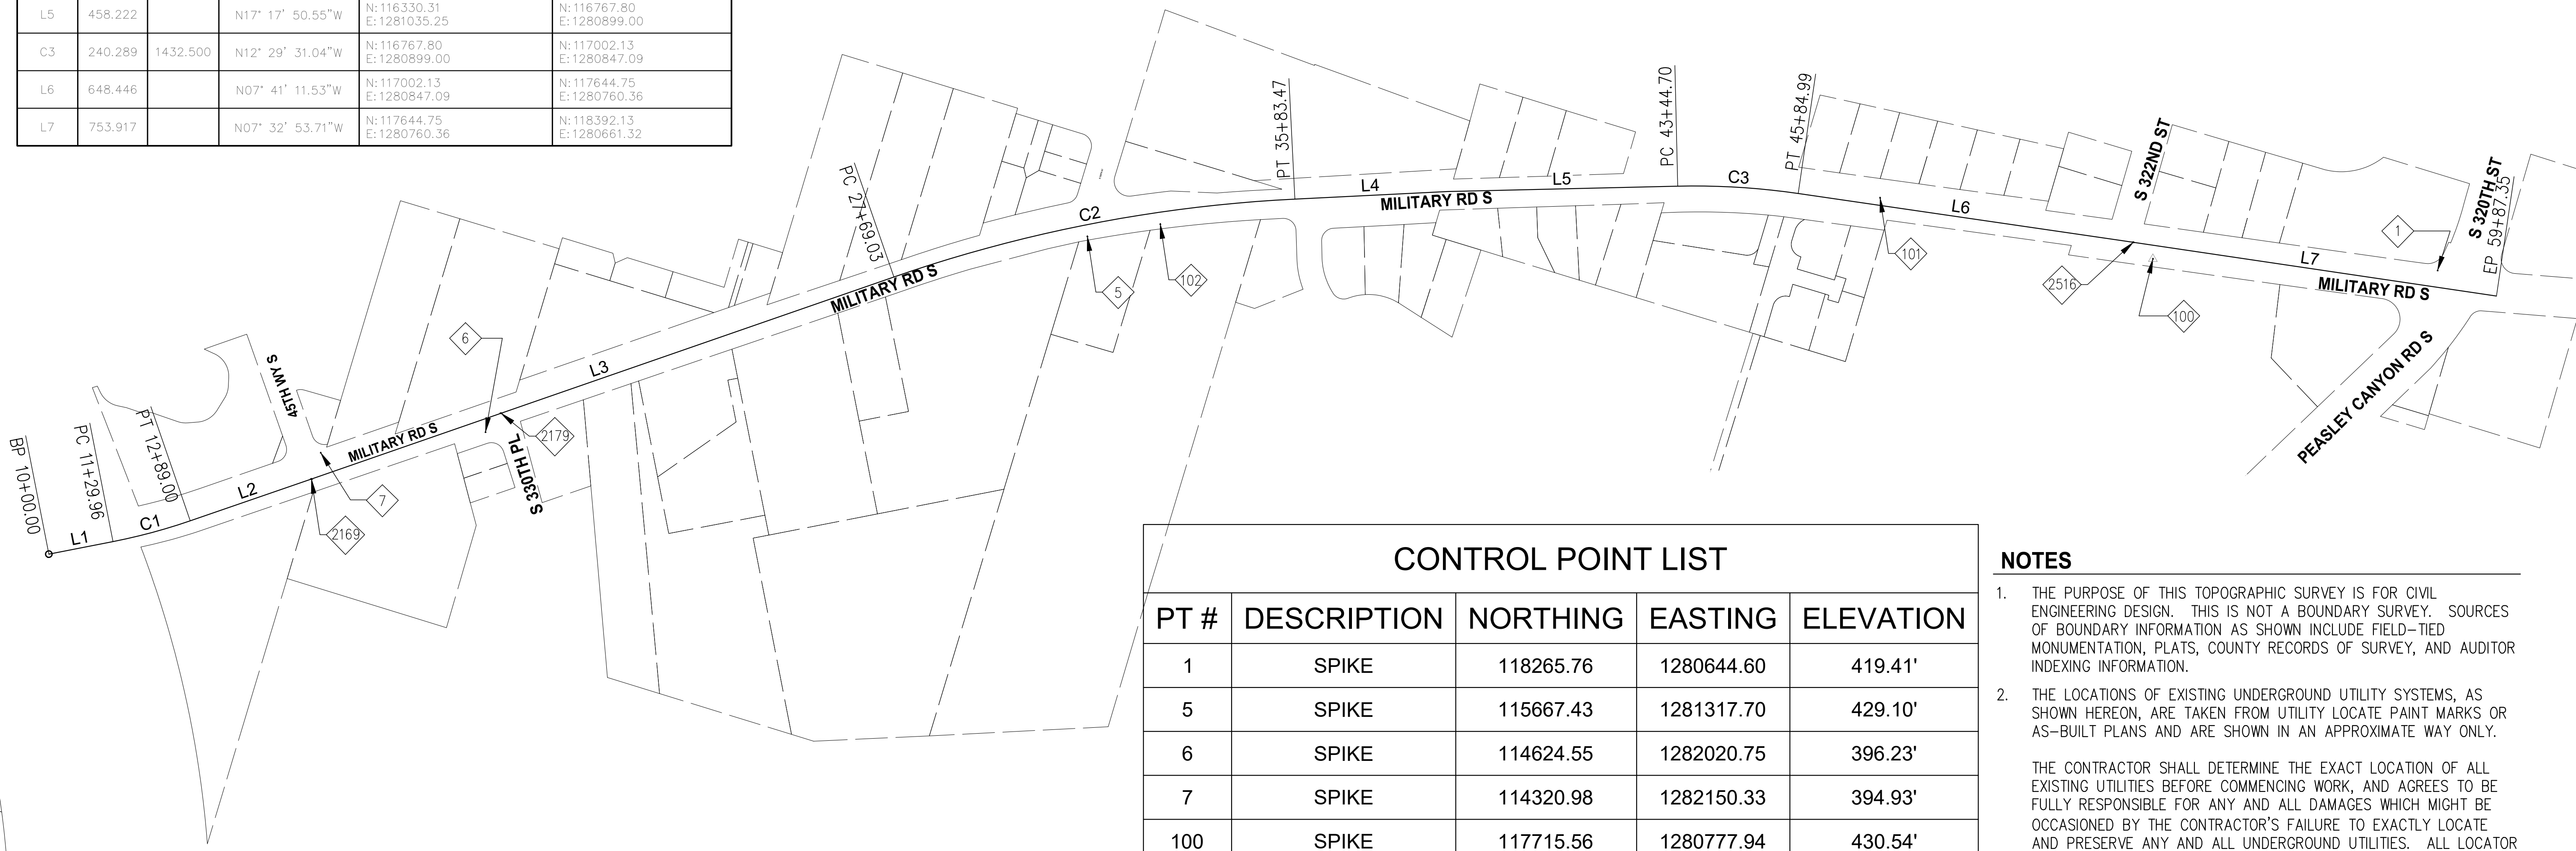 L5 458.222 N17° 17' 50.55"W N:116330.31 E:1281035.25 N:116767.80 E:1280899.00
C3 240.289 1432.500 N12° 29' 31.04"W N:116767.80 E:1280899.00 N:117002.13 E:1280847.09
L6 648.446 N07° 41' 11.53"W N:117002.13 E:1280847.09 N:117644.75 E:1280760.36
L7 753.917 N07° 32' 53.71"W N:117644.75 E:1280760.36 N:118392.13 E:1280661.32
BP 10+00.00
L1
PC 11+29.96
C1
PT 12+89.00
L2
45TH WY S
MILITARY RD S
2169
7
6
2179
S 330TH PL
L3
PC 27+69.03
MILITARY RD S
C2
5
102
PT 35+83.47
L4
MILITARY RD S
L5
PC 43+44.70
C3
PT 45+84.99
101
L6
S 322ND ST
2516
100
L7
1
S 320TH ST
EP 59+87.35
MILITARY RD S
PEASLEY CANYON RD S
CONTROL POINT LIST
PT # DESCRIPTION NORTHING EASTING ELEVATION
1 SPIKE 118265.76 1280644.60 419.41'
5 SPIKE 115667.43 1281317.70 429.10'
6 SPIKE 114624.55 1282020.75 396.23'
7 SPIKE 114320.98 1282150.33 394.93'
100 SPIKE 117715.56 1280777.94 430.54'
NOTES
1. THE PURPOSE OF THIS TOPOGRAPHIC SURVEY IS FOR CIVIL
ENGINEERING DESIGN. THIS IS NOT A BOUNDARY SURVEY. SOURCES
OF BOUNDARY INFORMATION AS SHOWN INCLUDE FIELD-TIED
MONUMENTATION, PLATS, COUNTY RECORDS OF SURVEY, AND AUDITOR
INDEXING INFORMATION.
2. THE LOCATIONS OF EXISTING UNDERGROUND UTILITY SYSTEMS, AS
SHOWN HEREON, ARE TAKEN FROM UTILITY LOCATE PAINT MARKS OR
AS-BUILT PLANS AND ARE SHOWN IN AN APPROXIMATE WAY ONLY.
THE CONTRACTOR SHALL DETERMINE THE EXACT LOCATION OF ALL
EXISTING UTILITIES BEFORE COMMENCING WORK, AND AGREES TO BE
FULLY RESPONSIBLE FOR ANY AND ALL DAMAGES WHICH MIGHT BE
OCCASIONED BY THE CONTRACTOR'S FAILURE TO EXACTLY LOCATE
AND PRESERVE ANY AND ALL UNDERGROUND UTILITIES. ALL LOCATOR